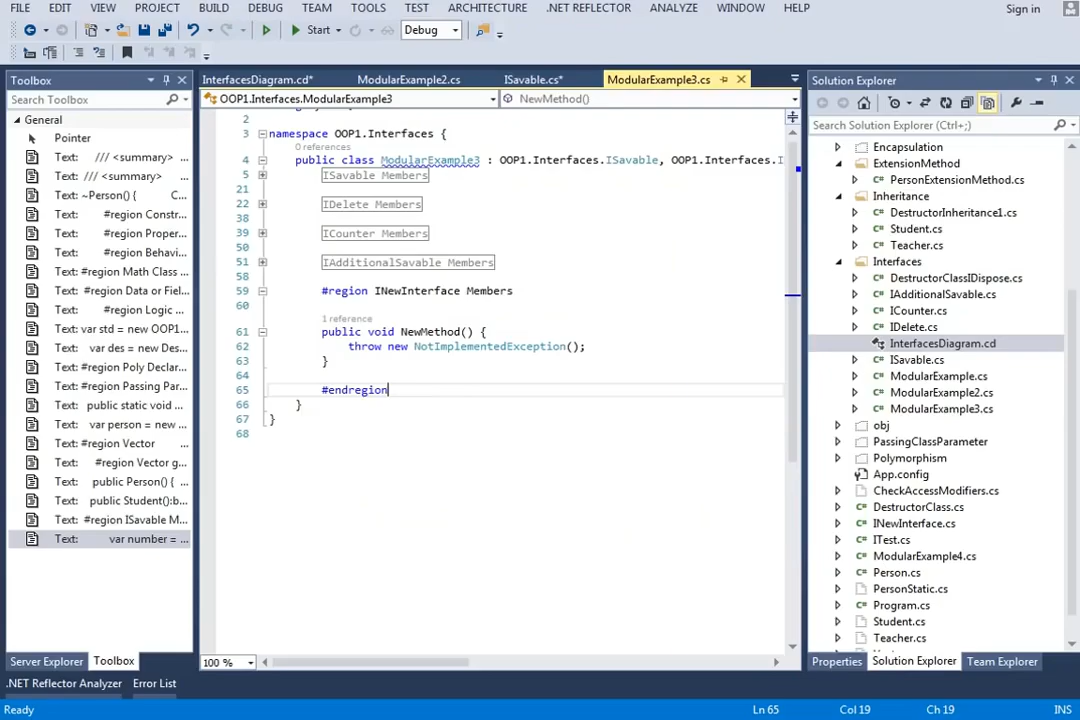 FILE EDIT VIEW PROJECT BUILD DEBUG TEAM TOOLS TEST ARCHITECTURE .NET REFLECTOR ANALYZE WINDOW HELP Sign in
Start Debug
Toolbox
Search Toolbox
General
Pointer
Text: /// <summary>
Text: /// <summary>
Text: ~Person() { C...
Text: #region Constr...
Text: #region Proper...
Text: #region Behavi...
Text: #region Math Class ...
Text: #region Data or Fiel...
Text: #region Logic ...
Text: var std = new OOP1...
Text: var des = new Des...
Text: #region Poly Declar...
Text: #region Passing Par...
Text: public static void ...
Text: var person = new ...
Text: #region Vector ...
Text: #region Vector g...
Text: public Person() { ...
Text: public Student():b...
Text: #region ISavable M...
Text: var number = ...
Server Explorer Toolbox
InterfacesDiagram.cd* ModularExample2.cs ISavable.cs* ModularExample3.cs
OOP1.Interfaces.ModularExample3 NewMethod()
2
3 namespace OOP1.Interfaces {
0 references
4 public class ModularExample3 : OOP1.Interfaces.ISavable, OOP1.Interfaces.I
5 ISavable Members
21
22 IDelete Members
38
39 ICounter Members
50
51 IAdditionalSavable Members
58
59 #region INewInterface Members
60
1 reference
61 public void NewMethod() {
62 throw new NotImplementedException();
63 }
64
65 #endregion
66 }
67 }
68
100 %
Solution Explorer
Search Solution Explorer (Ctrl+;)
Encapsulation
ExtensionMethod
PersonExtensionMethod.cs
Inheritance
DestructorInheritance1.cs
Student.cs
Teacher.cs
Interfaces
DestructorClassIDispose.cs
IAdditionalSavable.cs
ICounter.cs
IDelete.cs
InterfacesDiagram.cd
ISavable.cs
ModularExample.cs
ModularExample2.cs
ModularExample3.cs
obj
PassingClassParameter
Polymorphism
App.config
CheckAccessModifiers.cs
DestructorClass.cs
INewInterface.cs
ITest.cs
ModularExample4.cs
Person.cs
PersonStatic.cs
Program.cs
Student.cs
Teacher.cs
Properties Solution Explorer Team Explorer
.NET Reflector Analyzer Error List
Ready Ln 65 Col 19 Ch 19 INS